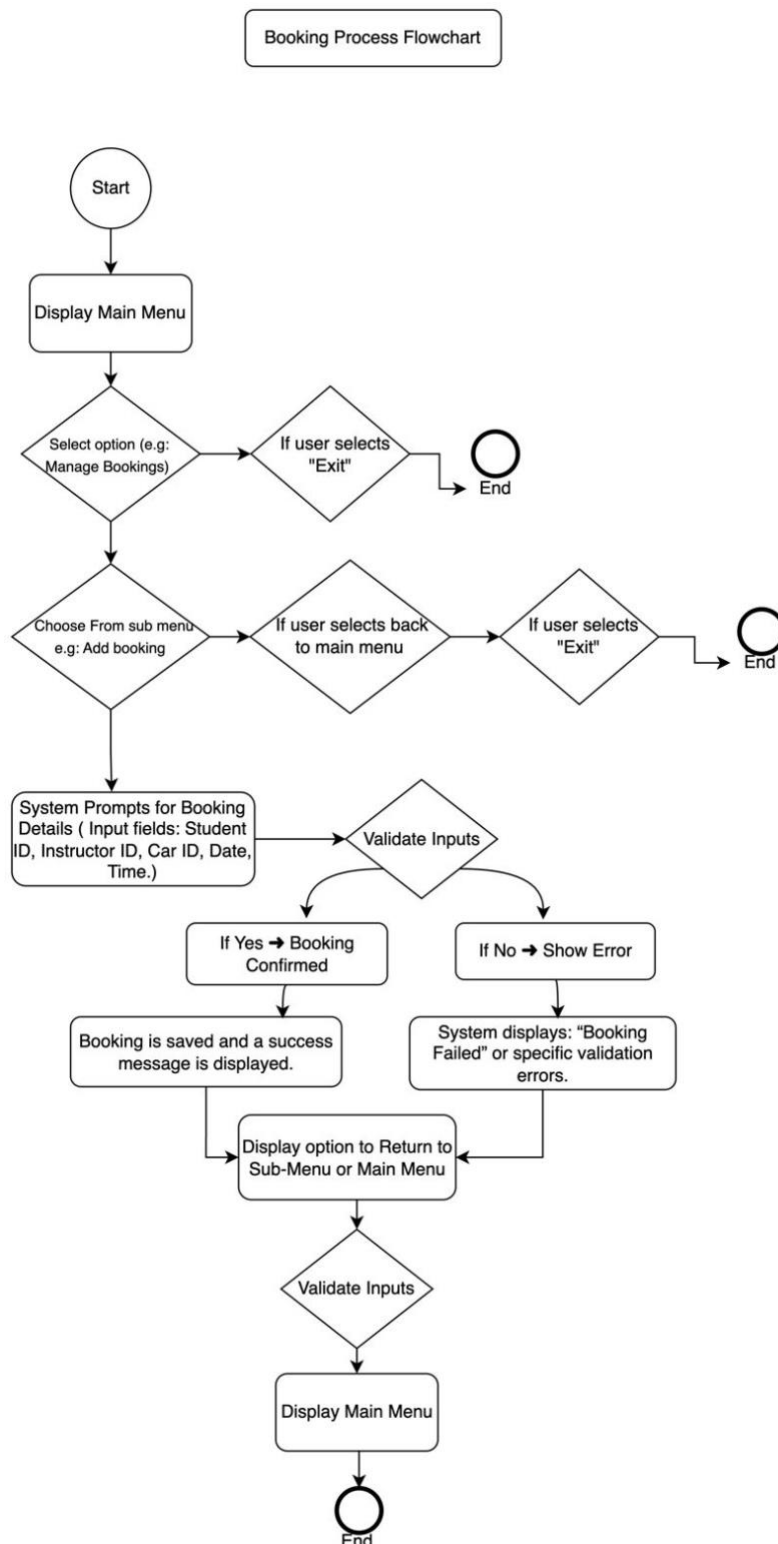 Booking Process Flowchart
Start
Display Main Menu
Select option (e.g:
Manage Bookings)
If user selects
"Exit"
End
Choose From sub menu
e.g: Add booking
If user selects back
to main menu
If user selects
"Exit"
End
System Prompts for Booking
Details ( Input fields: Student
ID, Instructor ID, Car ID, Date,
Time.)
Validate Inputs
If Yes ➜ Booking
Confirmed
If No ➜ Show Error
Booking is saved and a success
message is displayed.
System displays: “Booking
Failed” or specific validation
errors.
Display option to Return to
Sub-Menu or Main Menu
Validate Inputs
Display Main Menu
End